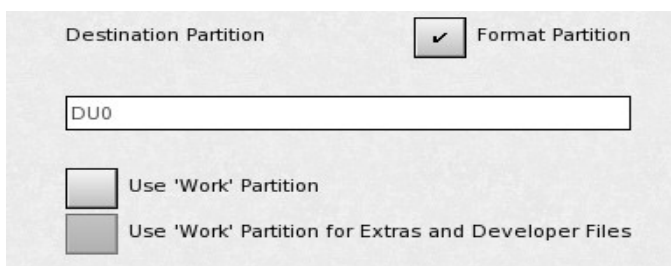 Destination Partition ✔ Format Partition
DU0
Use 'Work' Partition
Use 'Work' Partition for Extras and Developer Files